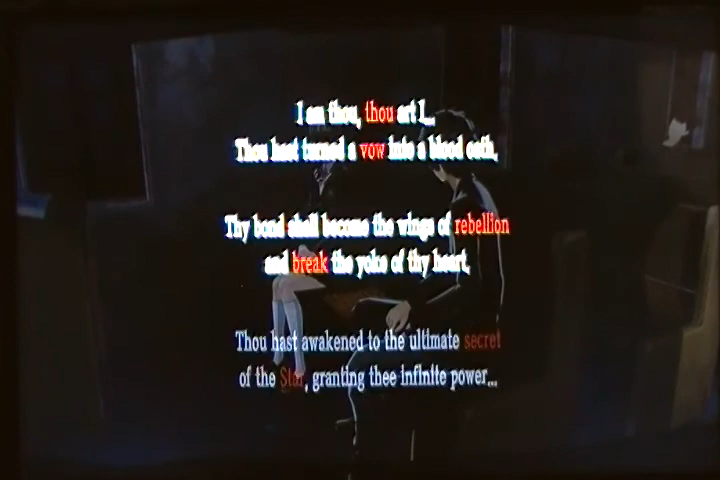 I am thou, thou art I...
Thou hast turned a vow into a blood oath.
Thy bond shall become the wings of rebellion
and break the yoke of thy heart.
Thou hast awakened to the ultimate secret
of the Star, granting thee infinite power...